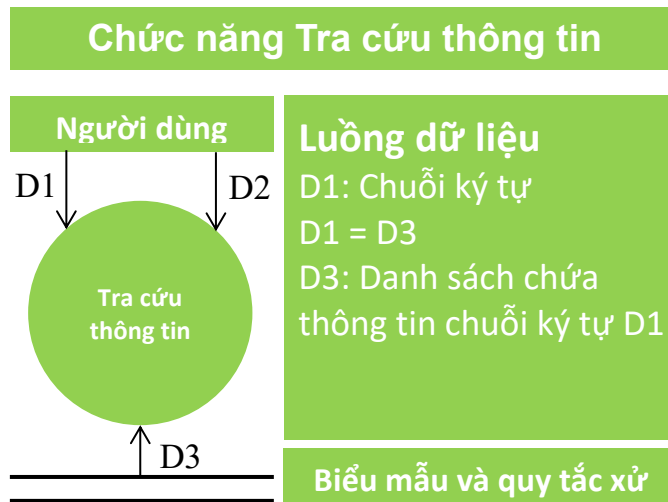 Chức năng Tra cứu thông tin
Người dùng
D1
D2
Tra cứu
thông tin
D3
Luồng dữ liệu
D1: Chuỗi ký tự
D1 = D3
D3: Danh sách chứa
thông tin chuỗi ký tự D1
Biểu mẫu và quy tắc xử